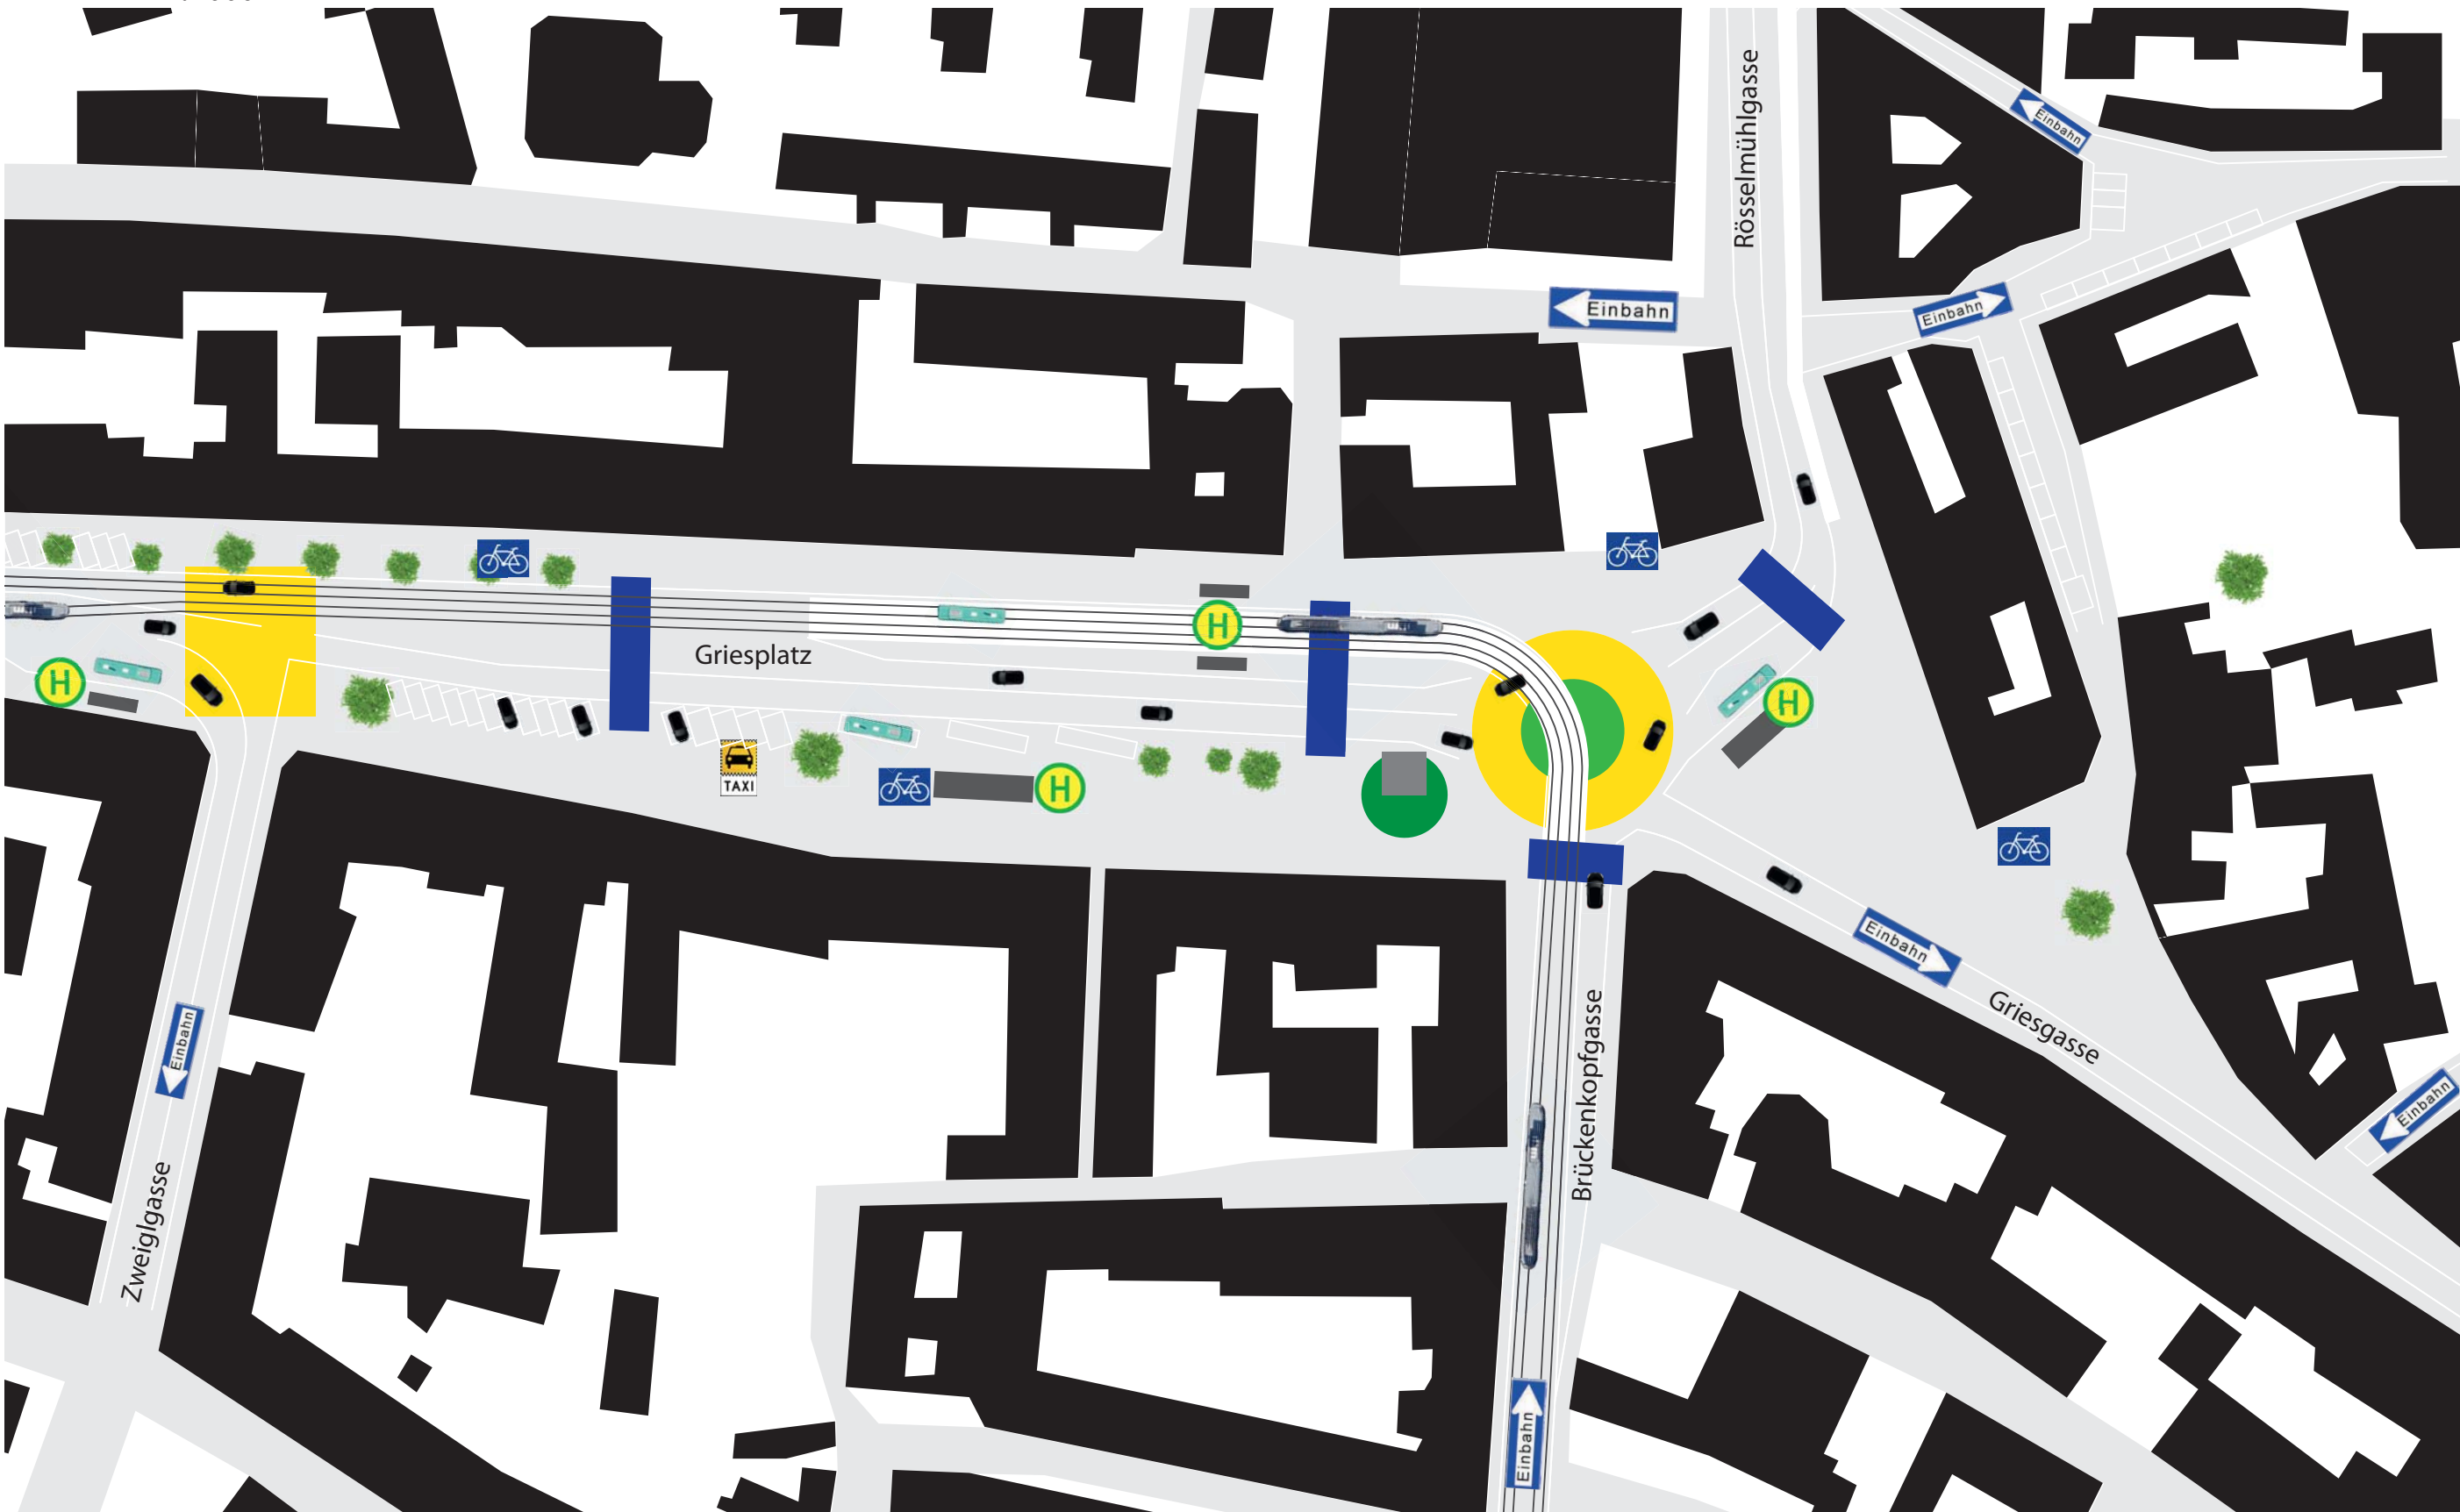 Rösselmühlgasse
Einbahn
Einbahn
Einbahn
H
Griesplatz
H
H
TAXI
H
Einbahn
Griesgasse
Einbahn
Einbahn
Brückenkopfgasse
Zweiglgasse
Einbahn